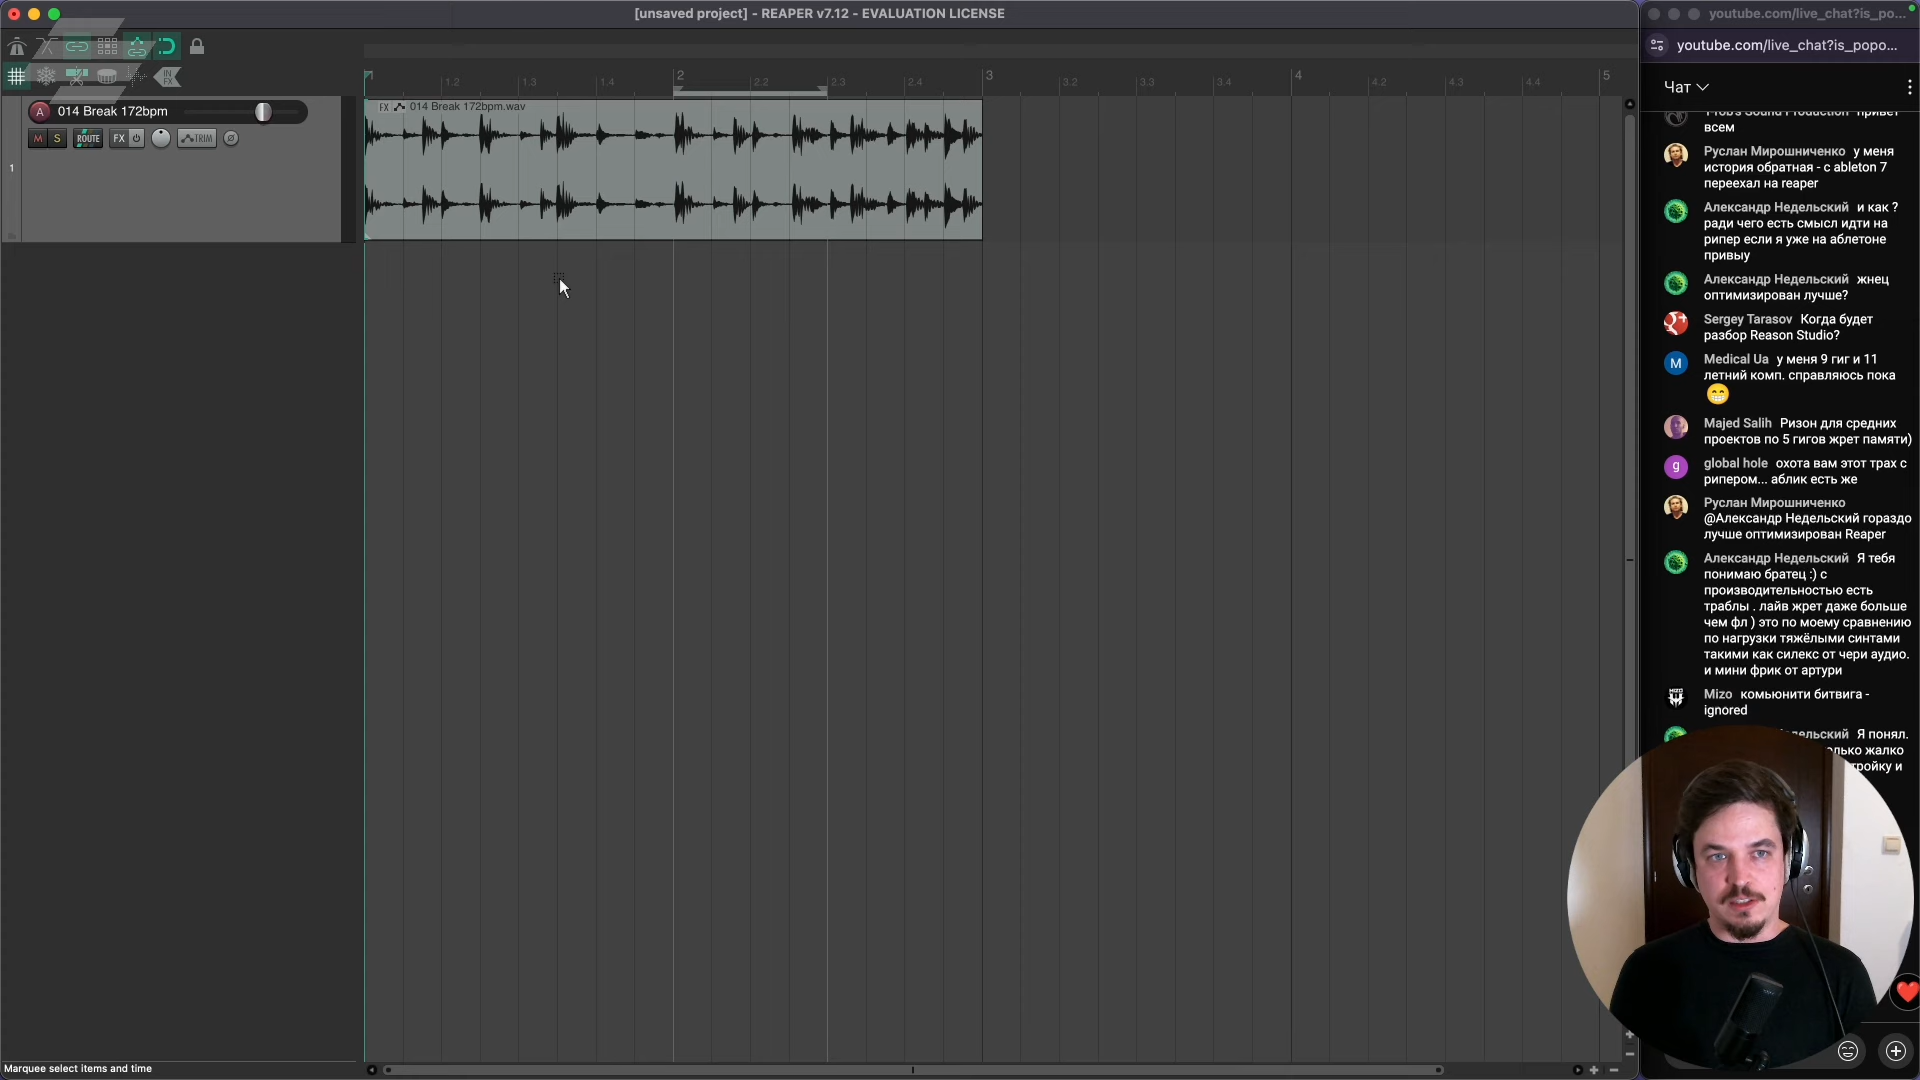 [unsaved project] - REAPER v7.12 - EVALUATION LICENSE
youtube.com/live_chat?is_po...
youtube.com/live_chat?is_popo...
IN
FX
1.2
1.3
1.4
2
2.2
2.3
2.4
3
3.2
3.3
3.4
4
4.2
4.3
4.4
5
A
014 Break 172bpm
M
S
ROUTE
FX
TRIM
1
FX
014 Break 172bpm.wav
Чат
Sound Production привет
всем
Руслан Мирошниченко у меня
история обратная - с ableton 7
переехал на reaper
Александр Недельский и как ?
ради чего есть смысл идти на
рипер если я уже на аблетоне
привыу
Александр Недельский жнец
оптимизирован лучше?
Sergey Tarasov Когда будет
разбор Reason Studio?
M
Medical Ua у меня 9 гиг и 11
летний комп. справляюсь пока
Majed Salih Ризон для средних
проектов по 5 гигов жрет памяти)
g
global hole охота вам этот трах с
рипером... аблик есть же
Руслан Мирошниченко
@Александр Недельский гораздо
лучше оптимизирован Reaper
Александр Недельский Я тебя
понимаю братец :) с
производительностью есть
траблы . лайв жрет даже больше
чем фл ) это по моему сравнению
по нагрузки тяжёлыми синтами
такими как силекс от чери аудио.
и мини фрик от артури
MIZO
Mizo комьюнити битвига -
ignored
Я понял.
жалко
и
Marquee select items and time